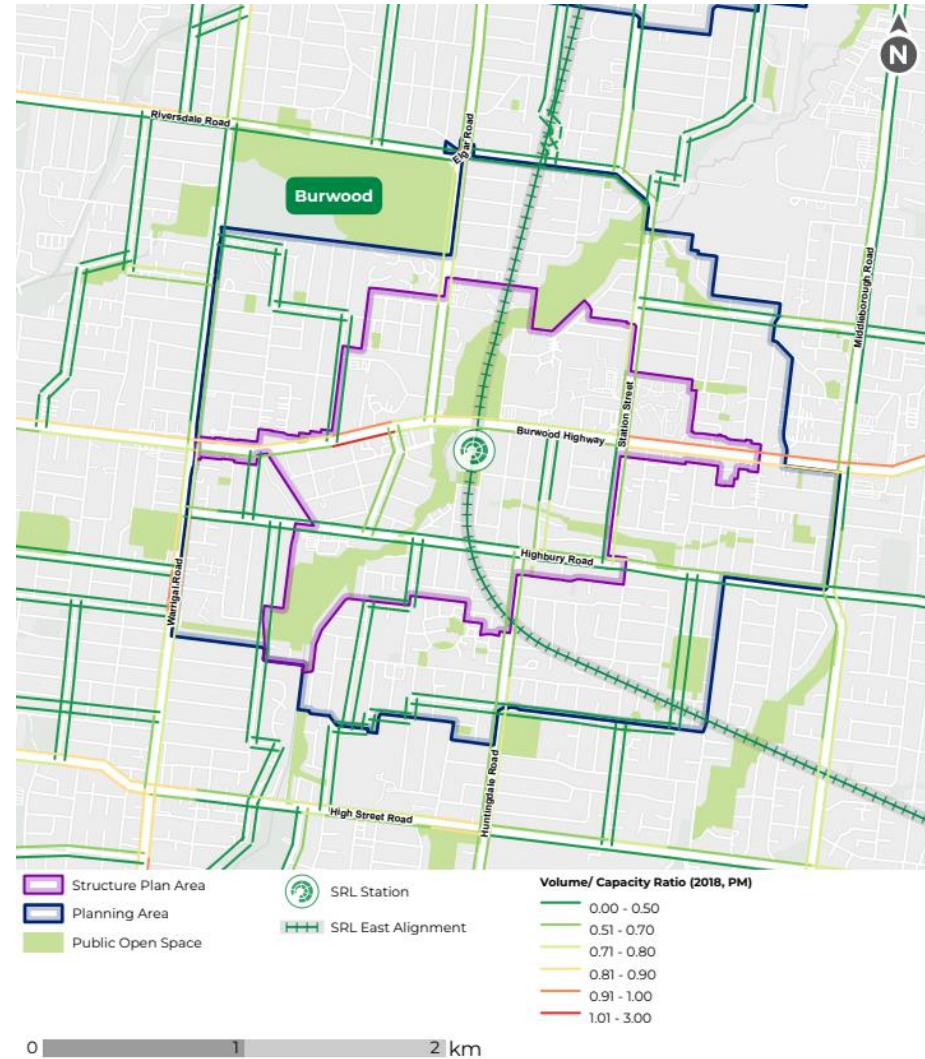 N
Riversdale Road
Elgar Road
Burwood
Middleborough Road
Station Street
Burwood Highway
Highbury Road
Warrigal Road
Huntingdale Road
High Street Road
Structure Plan Area
Planning Area
Public Open Space
SRL Station
SRL East Alignment
Volume/ Capacity Ratio (2018, PM)
0.00 - 0.50
0.51 - 0.70
0.71 - 0.80
0.81 - 0.90
0.91 - 1.00
1.01 - 3.00
0 1 2 km